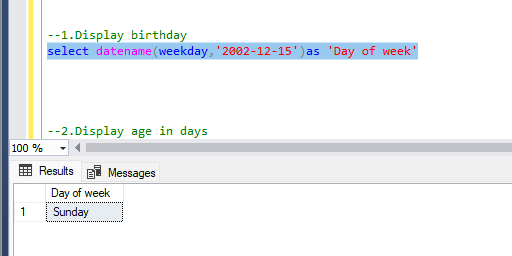 --1.Display birthday
select datename(weekday,'2002-12-15')as 'Day of week'
--2.Display age in days
100 %
Results Messages
Day of week
1 Sunday